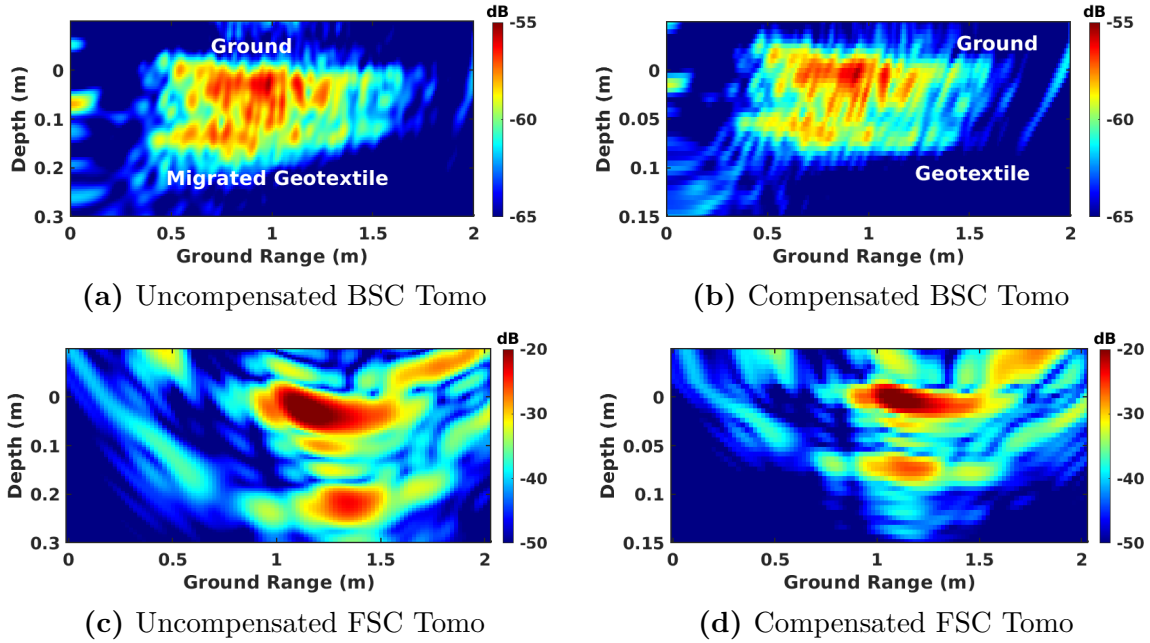 dB
-55
-60
-65
Ground
Migrated Geotextile
0
0.1
0.2
0.3
Depth (m)
0
0.5
1
1.5
2
Ground Range (m)
(a) Uncompensated BSC Tomo
dB
-55
-60
-65
Ground
Geotextile
0
0.05
0.1
0.15
Depth (m)
0
0.5
1
1.5
2
Ground Range (m)
(b) Compensated BSC Tomo
dB
-20
-30
-40
-50
0
0.1
0.2
0.3
Depth (m)
0
0.5
1
1.5
2
Ground Range (m)
(c) Uncompensated FSC Tomo
dB
-20
-30
-40
-50
0
0.05
0.1
0.15
Depth (m)
0
0.5
1
1.5
2
Ground Range (m)
(d) Compensated FSC Tomo